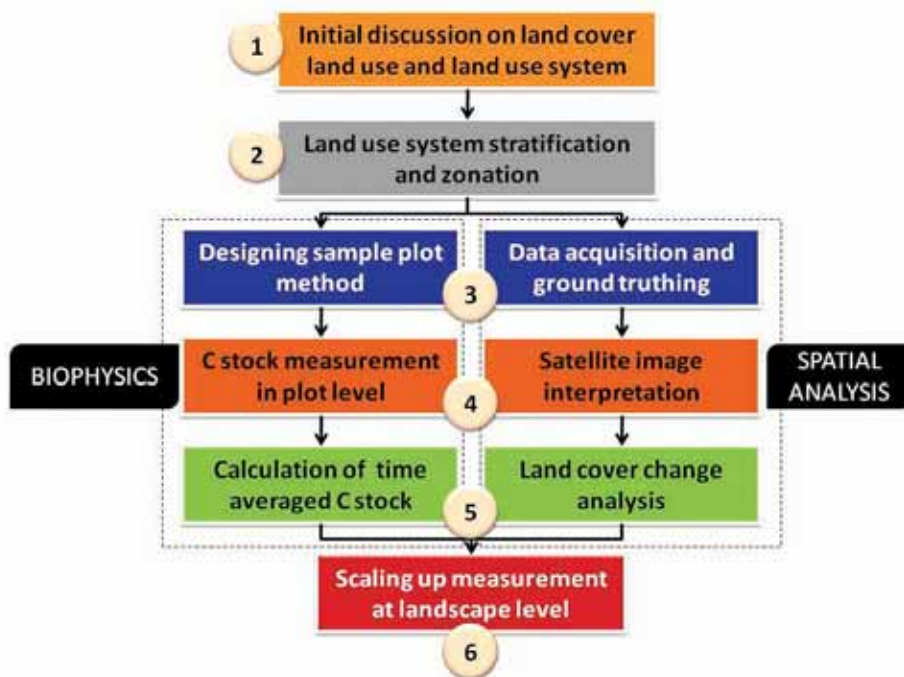 1
Initial discussion on land cover
land use and land use system
2
Land use system stratification
and zonation
Designing sample plot
method
3
Data acquisition and
ground truthing
BIOPHYSICS
C stock measurement
in plot level
4
Satellite image
interpretation
SPATIAL
ANALYSIS
Calculation of time
averaged C stock
5
Land cover change
analysis
Scaling up measurement
at landscape level
6